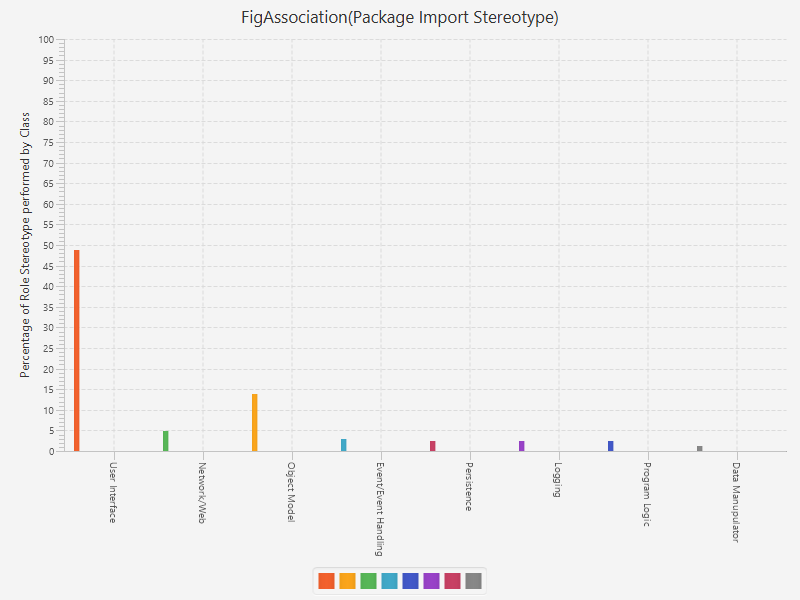 FigAssociation(Package Import Stereotype)
Percentage of Role Stereotype performed by Class
100
95
90
85
80
75
70
65
60
55
50
45
40
35
30
25
20
15
10
5
0
User Interface
Network/Web
Object Model
Event/Event Handling
Persistence
Logging
Program Logic
Data Manupulator